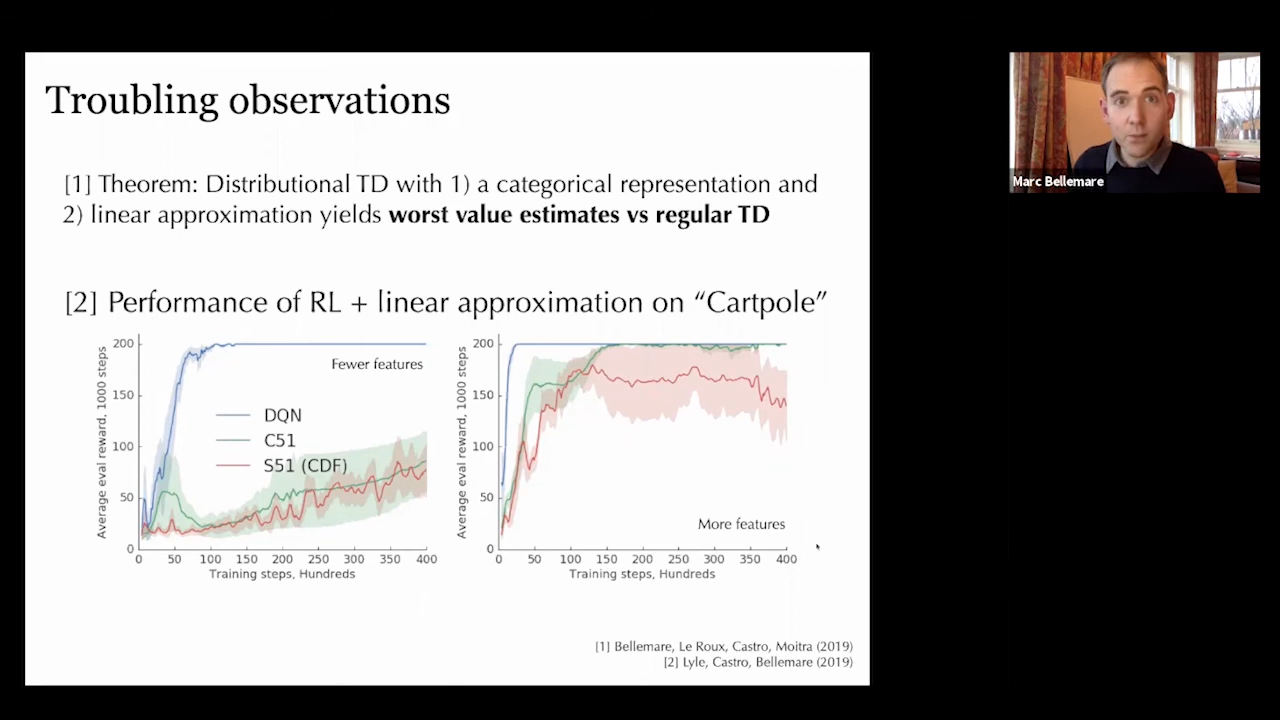 Troubling observations
[1] Theorem: Distributional TD with 1) a categorical representation and
2) linear approximation yields worst value estimates vs regular TD
[2] Performance of RL + linear approximation on “Cartpole”
Average eval reward, 1000 steps
200
150
100
50
0
Fewer features
DQN
C51
S51 (CDF)
0 50 100 150 200 250 300 350 400
Training steps, Hundreds
Average eval reward, 1000 steps
200
150
100
50
0
More features
0 50 100 150 200 250 300 350 400
Training steps, Hundreds
[1] Bellemare, Le Roux, Castro, Moitra (2019)
[2] Lyle, Castro, Bellemare (2019)
Marc Bellemare